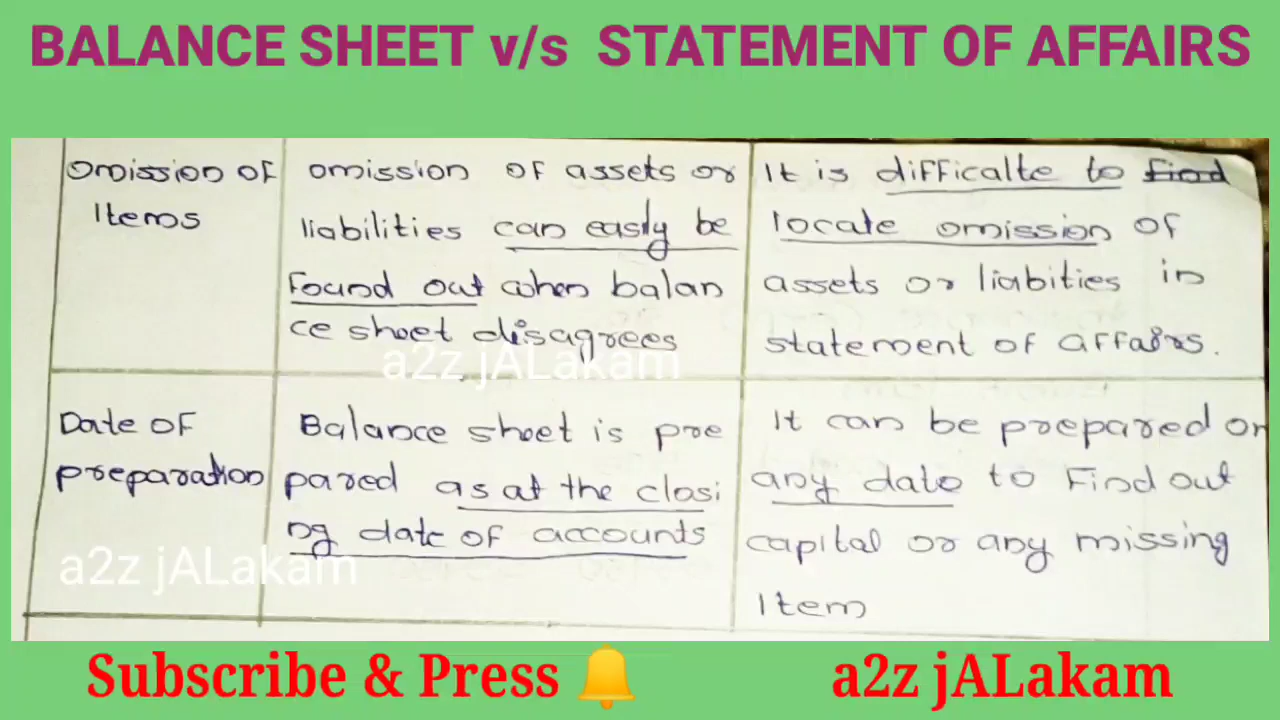 BALANCE SHEET v/s STATEMENT OF AFFAIRS
Omission OF
Items
omission of assets or
liabilities can easily be
Found out when balan
ce sheet disagrees
It is difficalte to find
locate omission of
assets or liabities in
statement of affairs.
Date OF
preparation
Balance sheet is pre
pared as at the closi
ng date of accounts
It can be prepared on
any date to Find out
capital or any missing
Item
a2z jALakam
a2z jALakam
Subscribe & Press
a2z jALakam